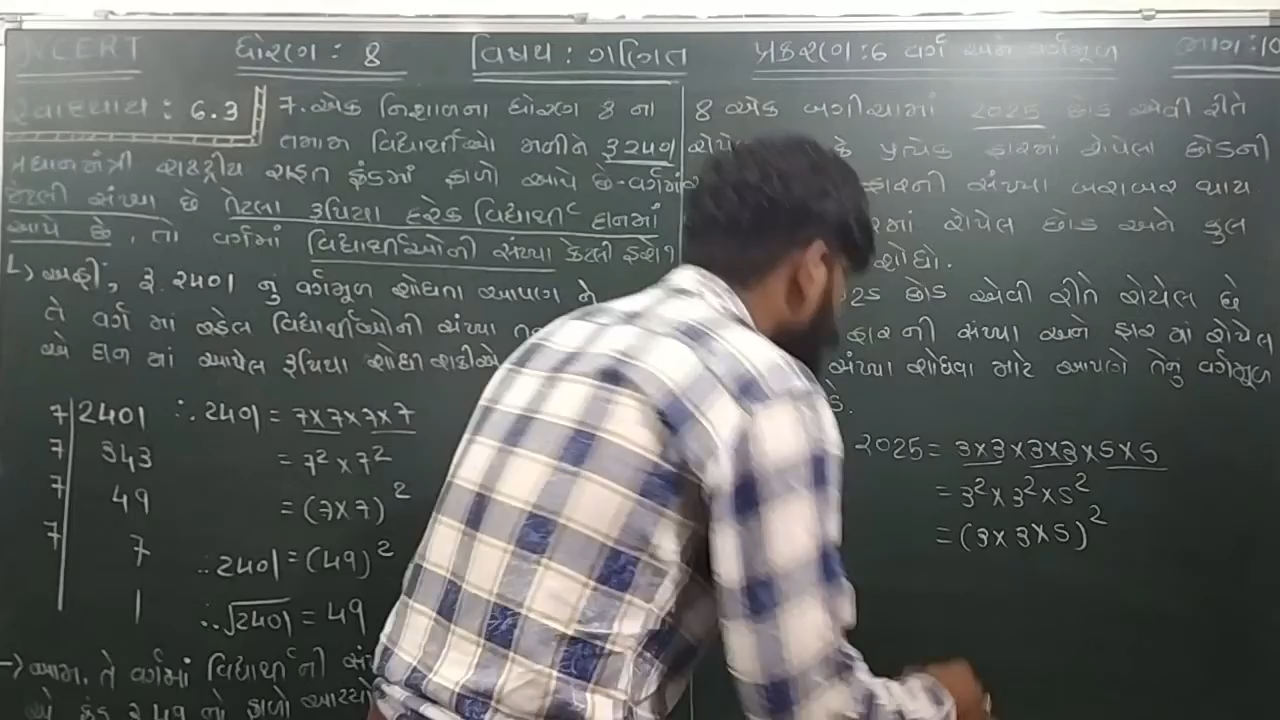 NCERT ધોરણ : 8 વિષય : ગણિત પ્રકરણ : 6 વર્ગ અને વર્ગમૂળ ભાગ : 10
સ્વાધ્યાય : 6.3
7. એક નિશાળના ધોરણ 8 ના
તમામ વિદ્યાર્થીઓ મળીને રૂ 2401
પ્રધાનમંત્રી રાષ્ટ્રીય રાહત ફંડમાં ફાળો આપે છે - વર્ગમાં
જેટલી સંખ્યા છે તેટલા રૂપિયા દરેક વિદ્યાર્થી દાનમાં
આપે છે, તો વર્ગમાં વિદ્યાર્થીઓની સંખ્યા કેટલી હશે?
અહીં, રૂ. 2401 નું વર્ગમૂળ શોધતા આપણ ને
તે વર્ગ માં રહેલ વિદ્યાર્થીઓની સંખ્યા
એ દાન માં આપેલ રૂપિયા શોધી શકીએ
7 | 2401
7 | 343
7 | 49
7 | 7
1
∴ 2401 = 7×7×7×7
= 7² × 7²
= (7×7)²
∴ 2401 = (49)²
∴ √2401 = 49
→ આમ, તે વર્ગમાં વિદ્યાર્થી ની
એ ફંડ રૂ 49 નો ફાળો આપ્યો
8 એક બગીચામાં 2025 છોડ એવી રીતે
કે પ્રત્યેક હારમાં રોપેલા છોડની
હારની સંખ્યા બરાબર થાય
રોપેલ છોડ અને કુલ
શોધો.
છોડ એવી રીતે રોપેલ છે
હાર ની સંખ્યા અને હાર માં રોપેલ
સંખ્યા શોધવા માટે આપણે તેનું વર્ગમૂળ
2025 = 3×3×3×3×5×5
= 3² × 3² × 5²
= (3×3×5)²